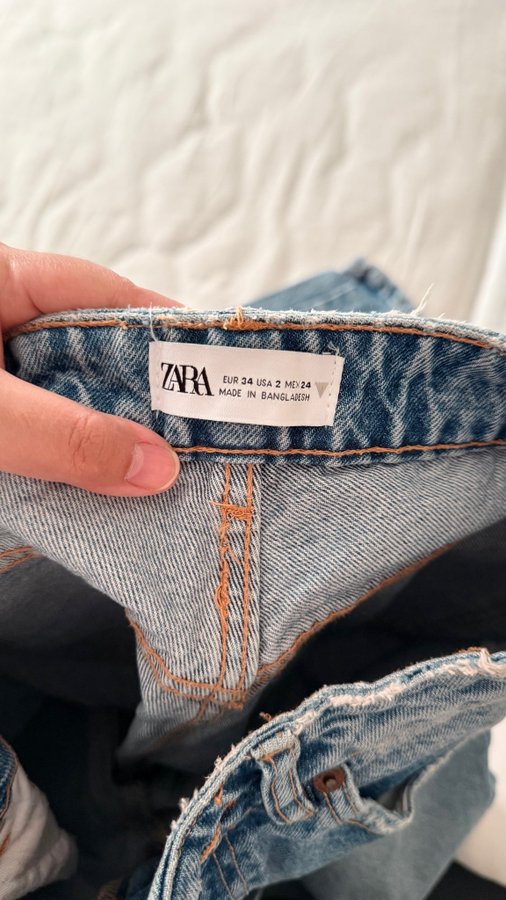 ZARA
EUR 34 USA 2 MEX 24
MADE IN BANGLADESH